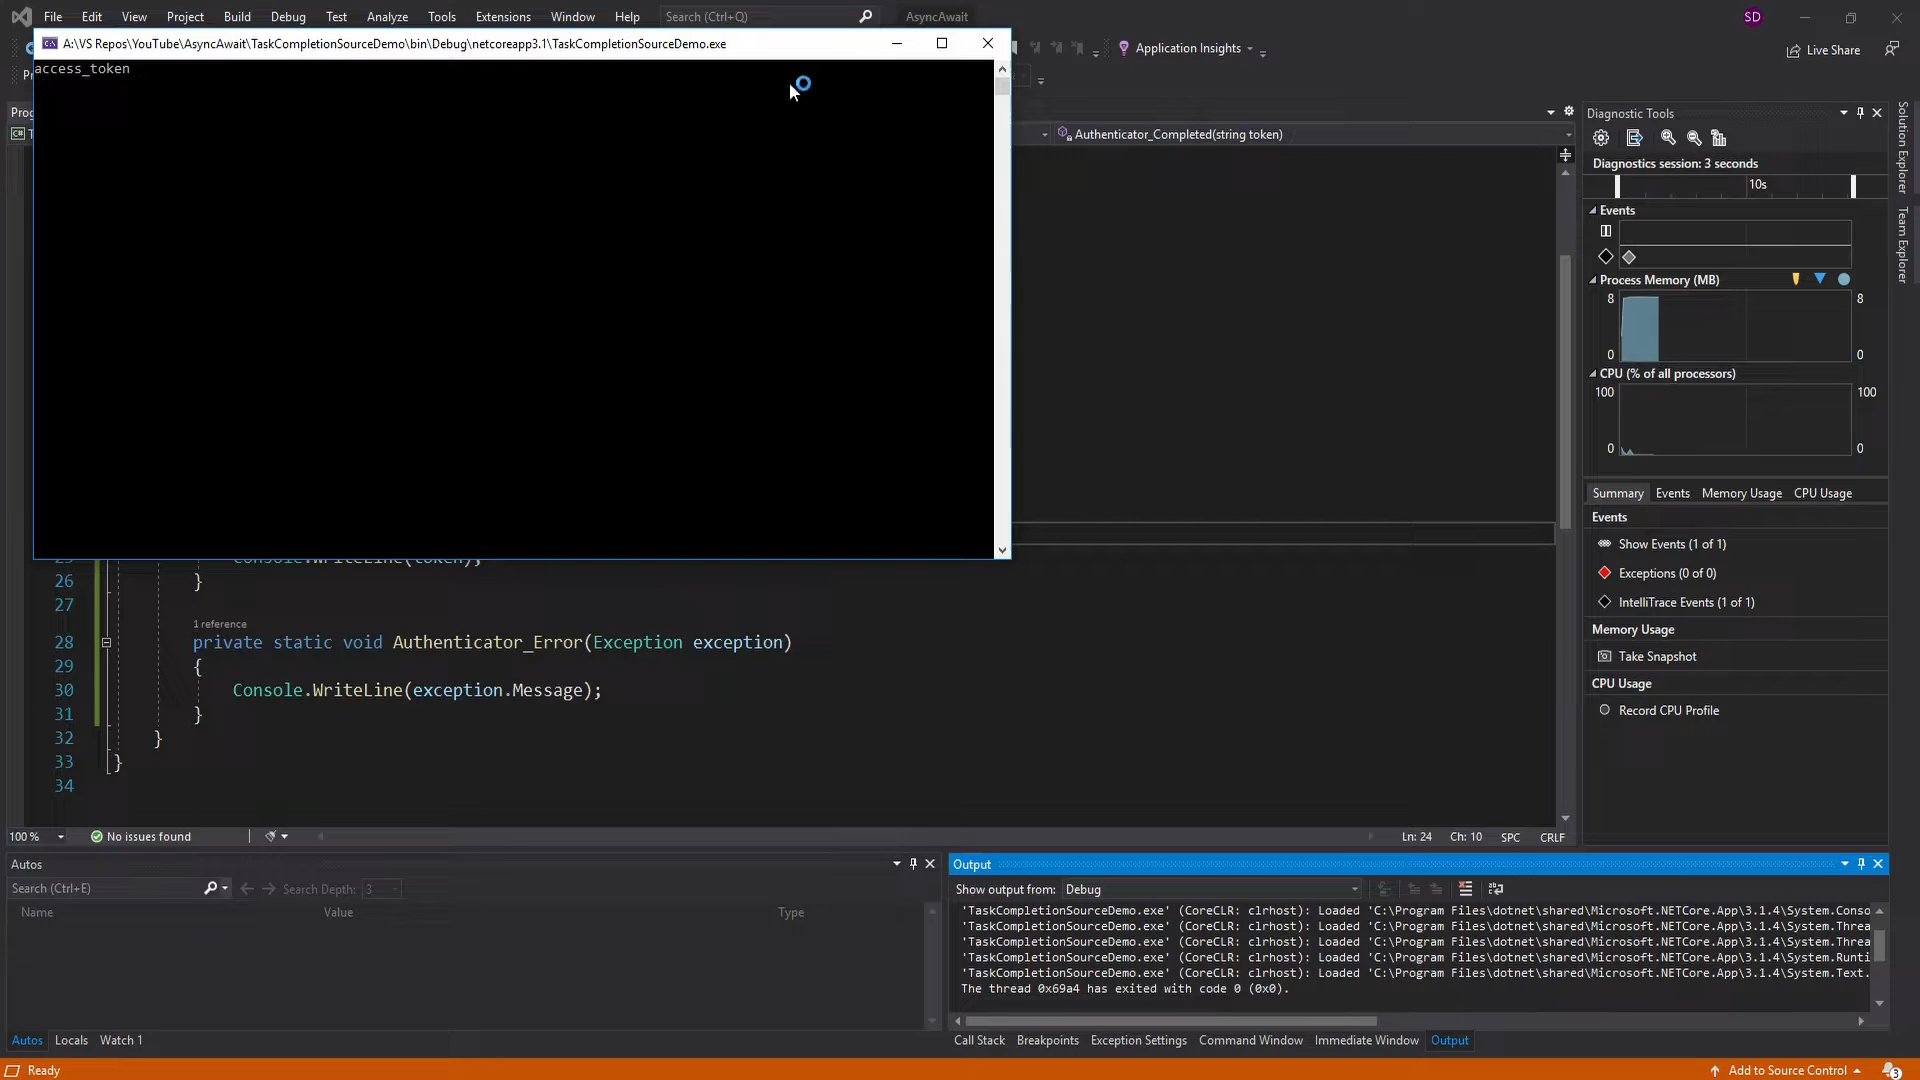 File Edit View Project Build Debug Test Analyze Tools Extensions Window Help Search (Ctrl+Q) AsyncAwait SD
A:\VS Repos\YouTube\AsyncAwait\TaskCompletionSourceDemo\bin\Debug\netcoreapp3.1\TaskCompletionSourceDemo.exe
Application Insights
Live Share
access_token
Authenticator_Completed(string token)
26 }
27
1 reference
28 private static void Authenticator_Error(Exception exception)
29 {
30 Console.WriteLine(exception.Message);
31 }
32 }
33 }
34
100 % No issues found Ln: 24 Ch: 10 SPC CRLF
Diagnostic Tools
Diagnostics session: 3 seconds
10s
Events
Process Memory (MB)
8 8
0 0
CPU (% of all processors)
100 100
0 0
Summary Events Memory Usage CPU Usage
Events
Show Events (1 of 1)
Exceptions (0 of 0)
IntelliTrace Events (1 of 1)
Memory Usage
Take Snapshot
CPU Usage
Record CPU Profile
Solution Explorer
Team Explorer
Autos
Search (Ctrl+E) Search Depth: 3
Name Value Type
Autos Locals Watch 1
Output
Show output from: Debug
'TaskCompletionSourceDemo.exe' (CoreCLR: clrhost): Loaded 'C:\Program Files\dotnet\shared\Microsoft.NETCore.App\3.1.4\System.Conso
'TaskCompletionSourceDemo.exe' (CoreCLR: clrhost): Loaded 'C:\Program Files\dotnet\shared\Microsoft.NETCore.App\3.1.4\System.Threa
'TaskCompletionSourceDemo.exe' (CoreCLR: clrhost): Loaded 'C:\Program Files\dotnet\shared\Microsoft.NETCore.App\3.1.4\System.Threa
'TaskCompletionSourceDemo.exe' (CoreCLR: clrhost): Loaded 'C:\Program Files\dotnet\shared\Microsoft.NETCore.App\3.1.4\System.Runti
'TaskCompletionSourceDemo.exe' (CoreCLR: clrhost): Loaded 'C:\Program Files\dotnet\shared\Microsoft.NETCore.App\3.1.4\System.Text.
The thread 0x69a4 has exited with code 0 (0x0).
Call Stack Breakpoints Exception Settings Command Window Immediate Window Output
Ready Add to Source Control 3